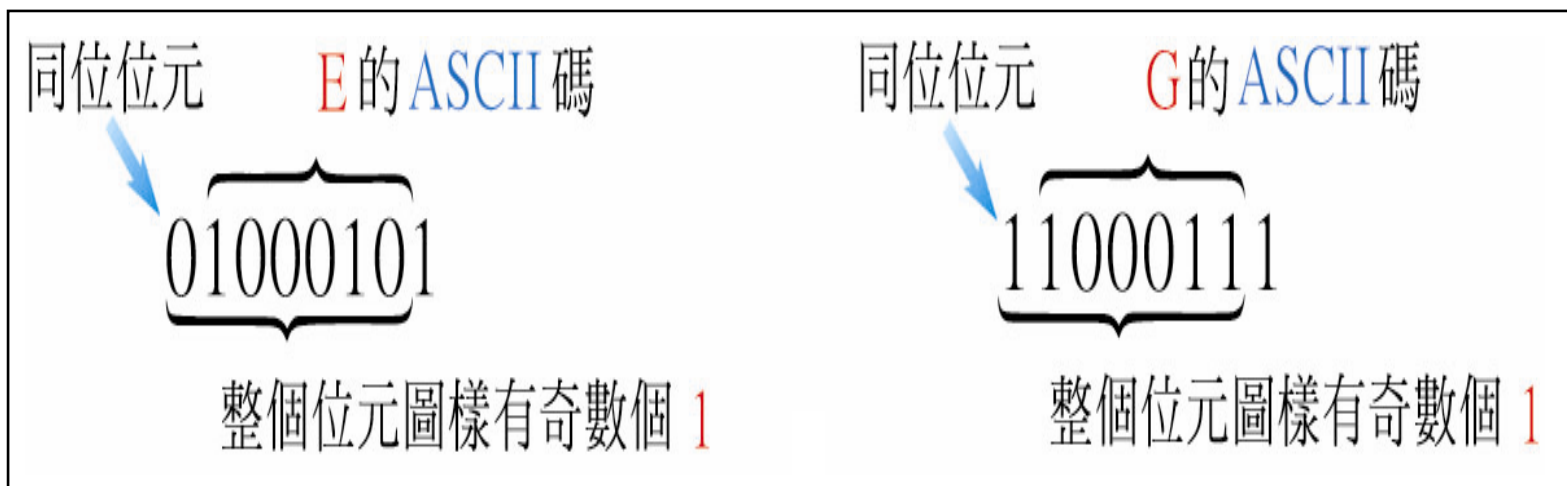 同位位元 E的ASCII碼
01000101
整個位元圖樣有奇數個 1
同位位元 G的ASCII碼
11000111
整個位元圖樣有奇數個 1